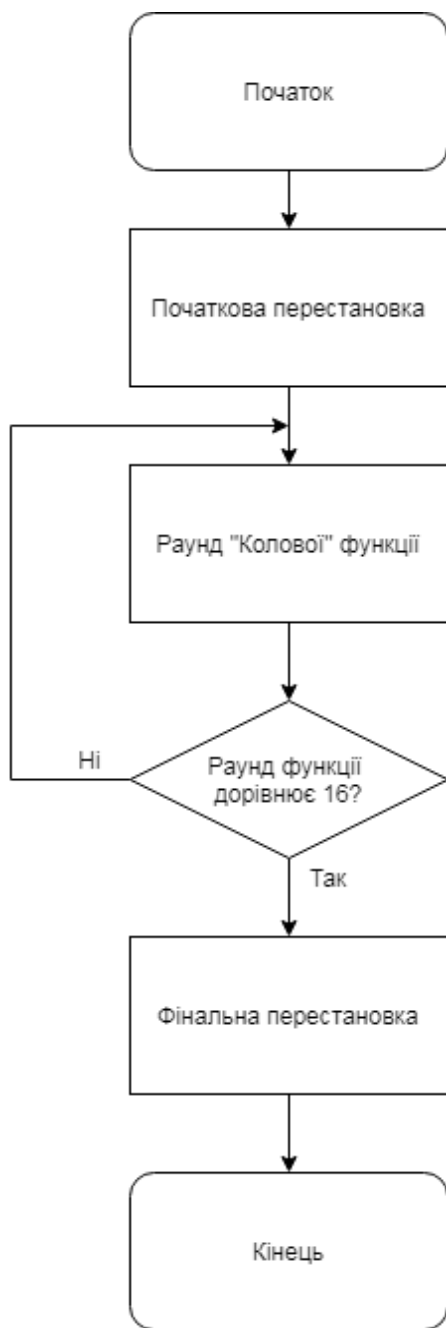 Початок
Початкова перестановка
Раунд "Колової" функції
Ні
Раунд функції
дорівнює 16?
Так
Фінальна перестановка
Кінець